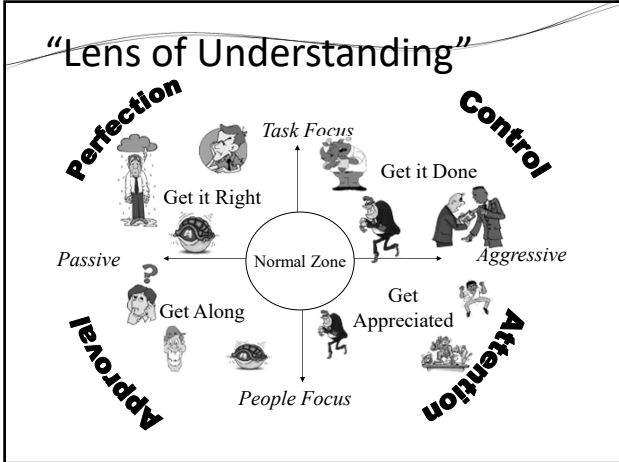 “Lens of Understanding”
Perfection
Control
Task Focus
Get it Done
Get it Right
Passive
Normal Zone
Aggressive
?
Get Along
Get
Appreciated
Approval
Attention
People Focus